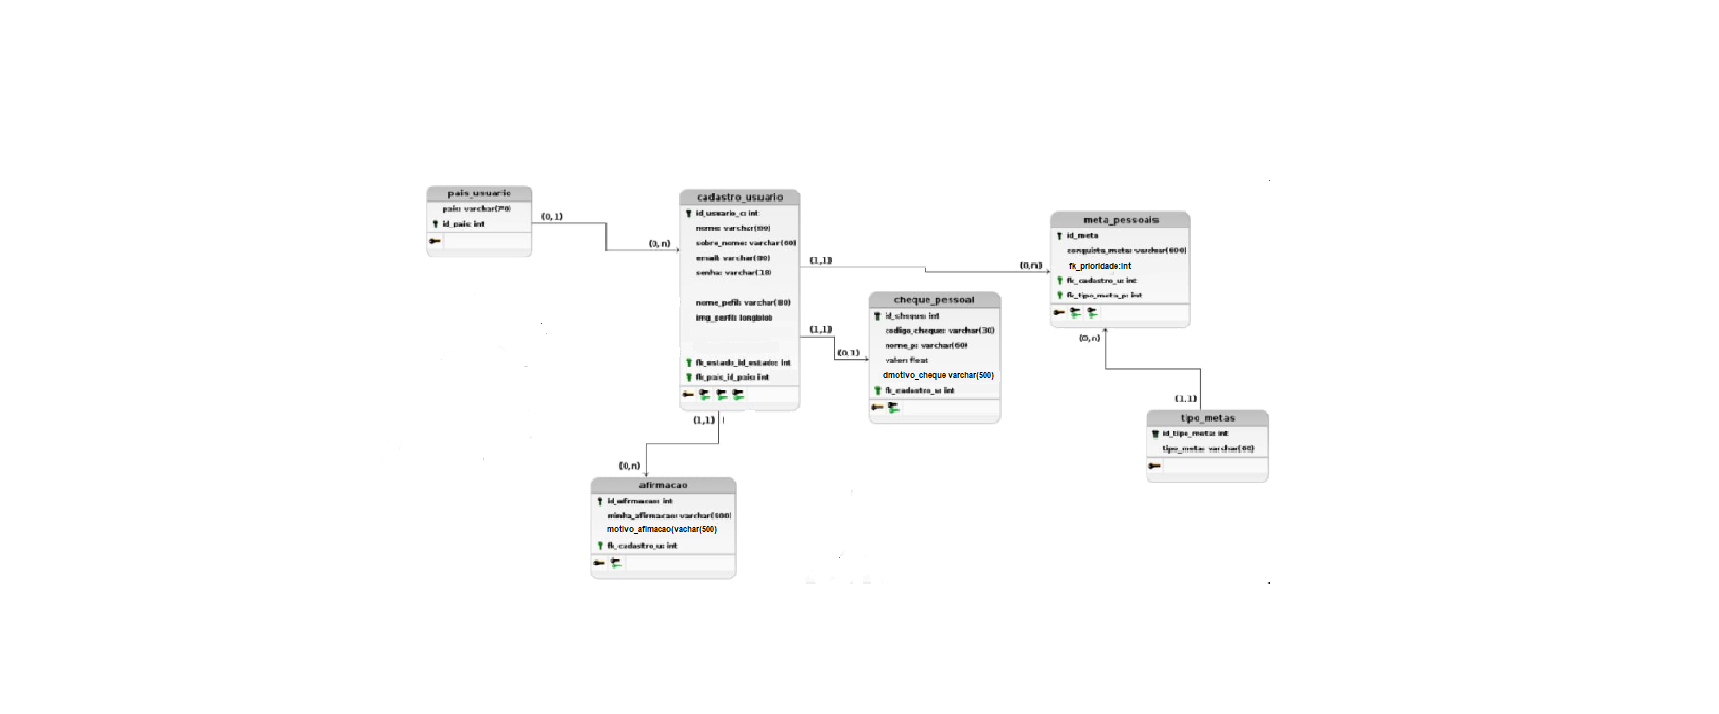 pais_usuario
pais: varchar(70)
id_pais: int
(0,1)
(0, n)
cadastro_usuario
id_usuario_c: int
nome: varchar(80)
sobre_nome: varchar(60)
email: varchar(80)
senha: varchar(18)
nome_pefil: varchar(80)
img_perfil: longblob
fk_estado_id_estado: int
fk_pais_id_pais: int
(1,1)
(0,n)
(1,1)
(0,1)
(1,1)
(0,n)
cheque_pessoal
id_cheque: int
codigo_cheque: varchar(30)
nome_p: varchar(60)
valor: float
dmotivo_cheque varchar(500)
fk_cadastro_u: int
meta_pessoais
id_meta
conquista_meta: varchar(600)
fk_prioridade:int
fk_cadastro_u: int
fk_tipo_meta_p: int
(0,n)
(1,1)
tipo_metas
id_tipo_meta: int
tipo_meta: varchar(60)
afirmacao
id_afirmacao: int
minha_afirmacao: varchar(600)
motivo_afimacao(vachar(500)
fk_cadastro_u: int